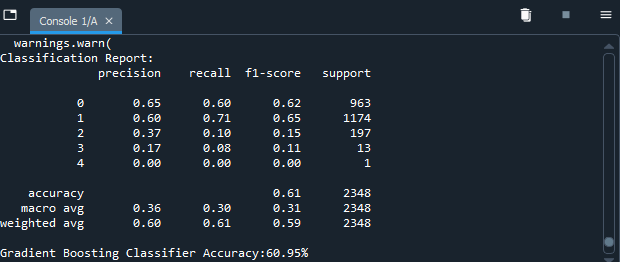 Console 1/A ×
warnings.warn(
Classification Report:
precision recall f1-score support
0 0.65 0.60 0.62 963
1 0.60 0.71 0.65 1174
2 0.37 0.10 0.15 197
3 0.17 0.08 0.11 13
4 0.00 0.00 0.00 1
accuracy 0.61 2348
macro avg 0.36 0.30 0.31 2348
weighted avg 0.60 0.61 0.59 2348
Gradient Boosting Classifier Accuracy:60.95%